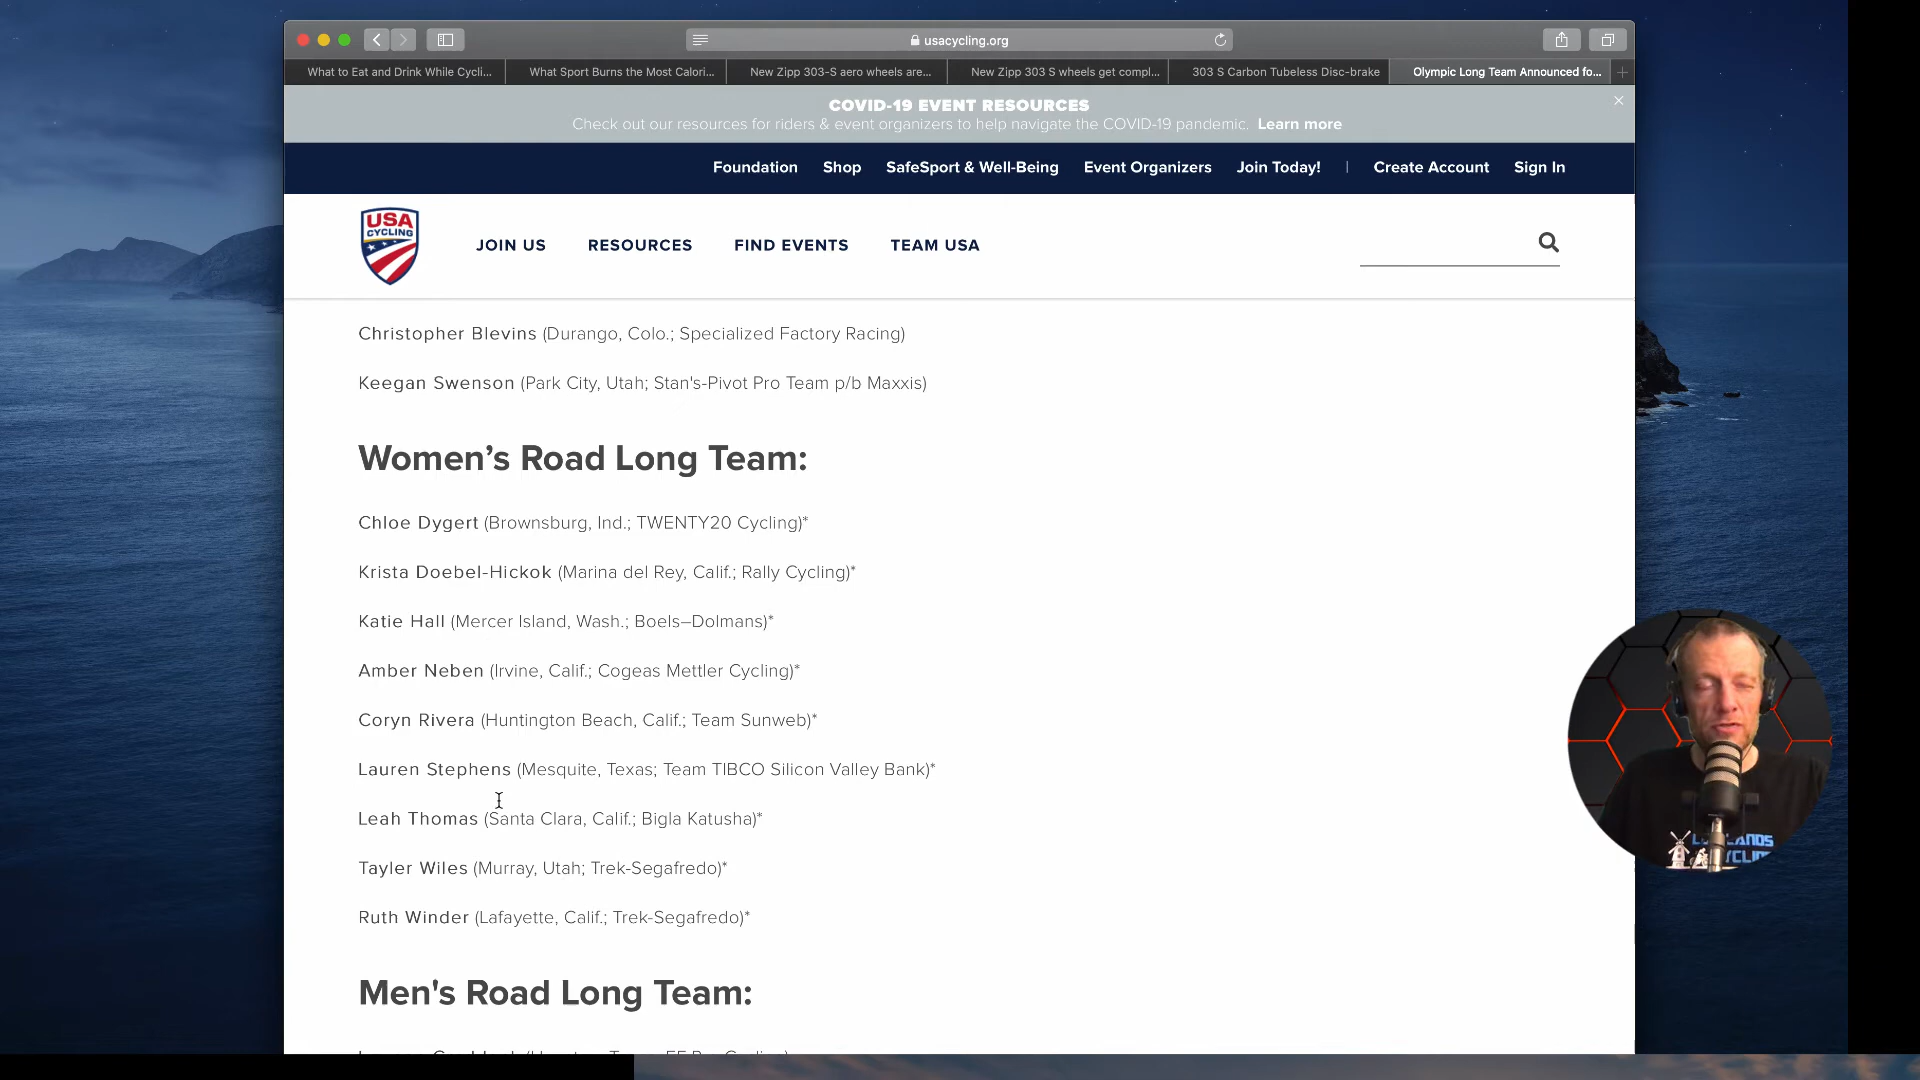 usacycling.org
What to Eat and Drink While Cycli...
What Sport Burns the Most Calori...
New Zipp 303-S aero wheels are...
New Zipp 303 S wheels get compl...
303 S Carbon Tubeless Disc-brake
Olympic Long Team Announced fo...
COVID-19 EVENT RESOURCES
Check out our resources for riders & event organizers to help navigate the COVID-19 pandemic. Learn more
Foundation Shop SafeSport & Well-Being Event Organizers Join Today! | Create Account Sign In
USA
CYCLING
JOIN US RESOURCES FIND EVENTS TEAM USA
Christopher Blevins (Durango, Colo.; Specialized Factory Racing)
Keegan Swenson (Park City, Utah; Stan's-Pivot Pro Team p/b Maxxis)
Women’s Road Long Team:
Chloe Dygert (Brownsburg, Ind.; TWENTY20 Cycling)*
Krista Doebel-Hickok (Marina del Rey, Calif.; Rally Cycling)*
Katie Hall (Mercer Island, Wash.; Boels–Dolmans)*
Amber Neben (Irvine, Calif.; Cogeas Mettler Cycling)*
Coryn Rivera (Huntington Beach, Calif.; Team Sunweb)*
Lauren Stephens (Mesquite, Texas; Team TIBCO Silicon Valley Bank)*
Leah Thomas (Santa Clara, Calif.; Bigla Katusha)*
Tayler Wiles (Murray, Utah; Trek-Segafredo)*
Ruth Winder (Lafayette, Calif.; Trek-Segafredo)*
Men's Road Long Team: